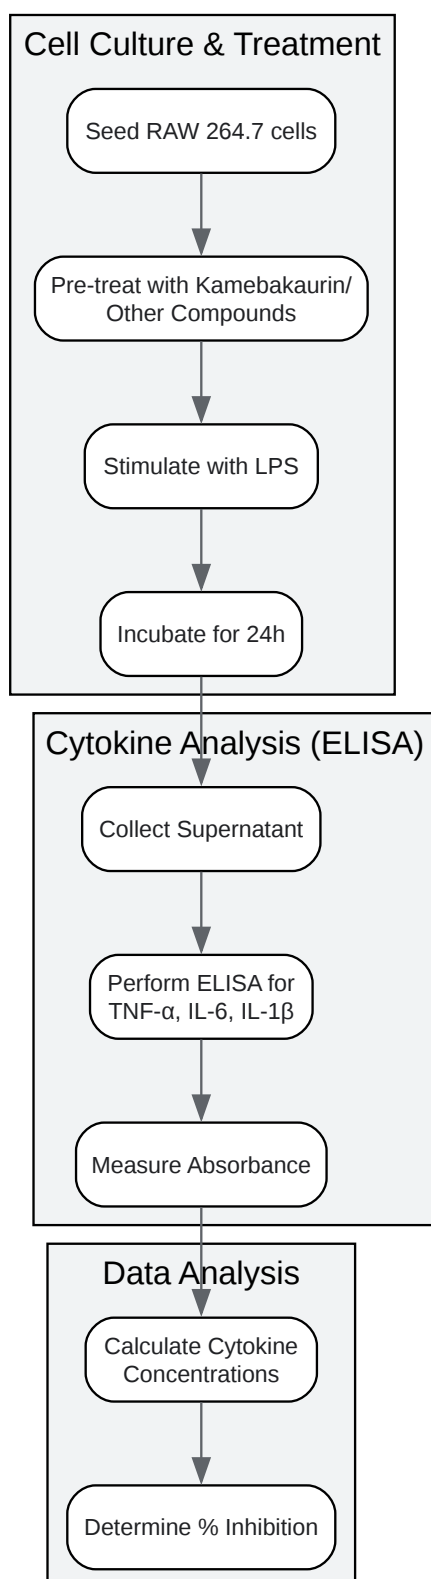 Cell Culture & Treatment
Seed RAW 264.7 cells
Pre-treat with Kamebakaurin/
Other Compounds
Stimulate with LPS
Incubate for 24h
Cytokine Analysis (ELISA)
Collect Supernatant
Perform ELISA for
TNF-α, IL-6, IL-1β
Measure Absorbance
Data Analysis
Calculate Cytokine
Concentrations
Determine % Inhibition